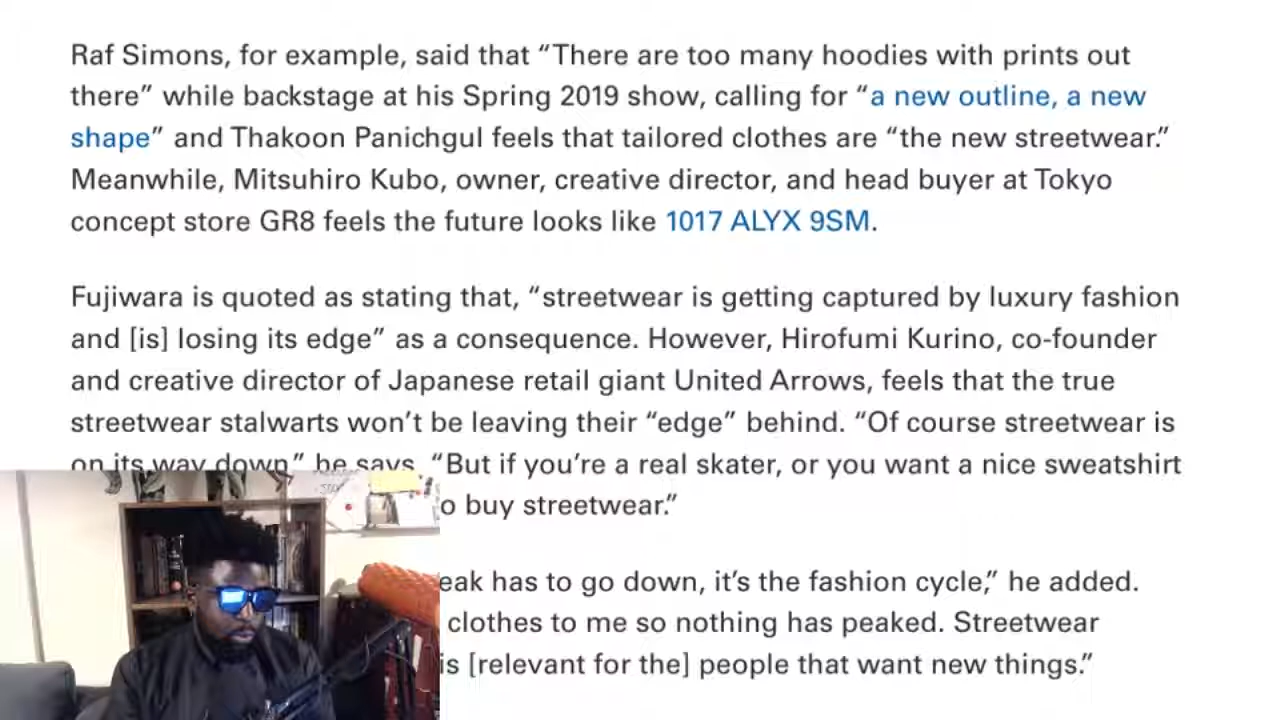 Raf Simons, for example, said that “There are too many hoodies with prints out
there” while backstage at his Spring 2019 show, calling for “a new outline, a new
shape” and Thakoon Panichgul feels that tailored clothes are “the new streetwear.”
Meanwhile, Mitsuhiro Kubo, owner, creative director, and head buyer at Tokyo
concept store GR8 feels the future looks like 1017 ALYX 9SM.
Fujiwara is quoted as stating that, “streetwear is getting captured by luxury fashion
and [is] losing its edge” as a consequence. However, Hirofumi Kurino, co-founder
and creative director of Japanese retail giant United Arrows, feels that the true
streetwear stalwarts won’t be leaving their “edge” behind. “Of course streetwear is
on its way down,” he says. “But if you’re a real skater, or you want a nice sweatshirt
o buy streetwear.”
eak has to go down, it’s the fashion cycle,” he added.
clothes to me so nothing has peaked. Streetwear
is [relevant for the] people that want new things.”